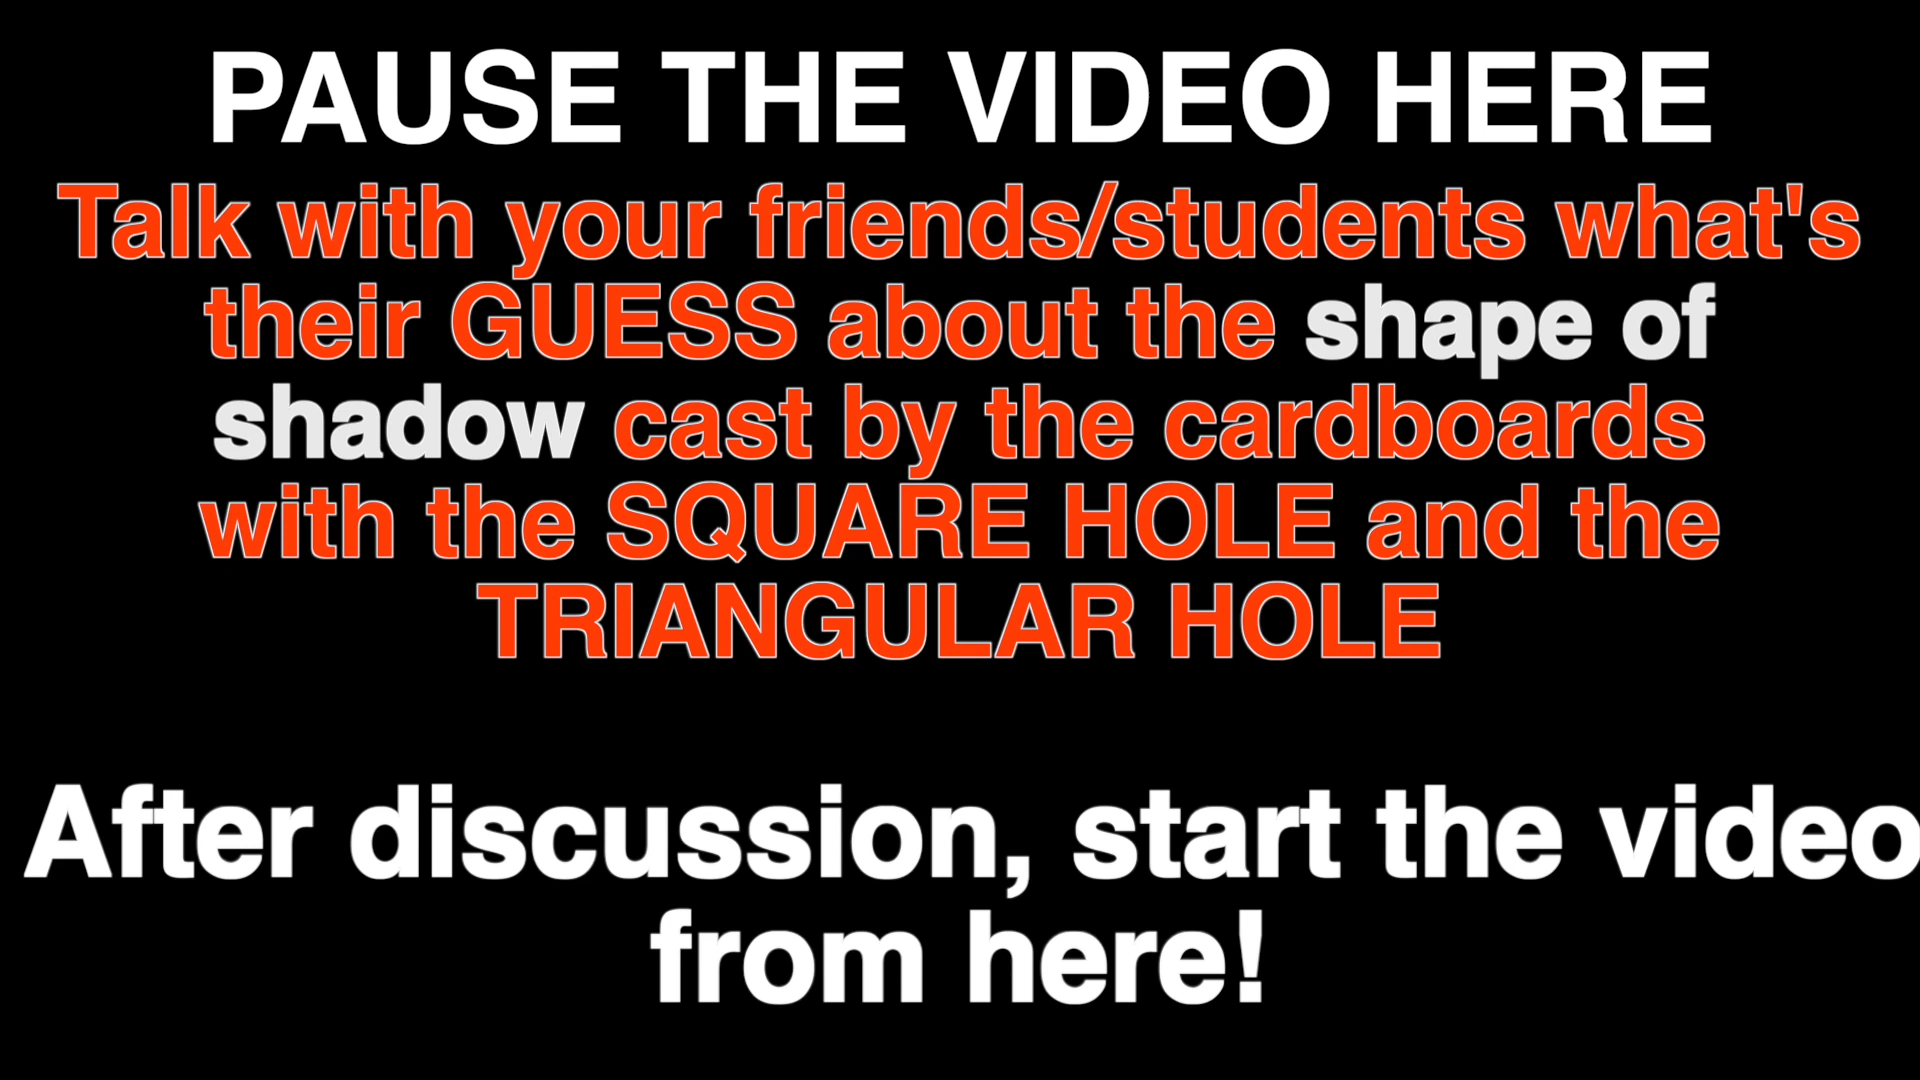 PAUSE THE VIDEO HERE
Talk with your friends/students what's
their GUESS about the shape of
shadow cast by the cardboards
with the SQUARE HOLE and the
TRIANGULAR HOLE
After discussion, start the video
from here!